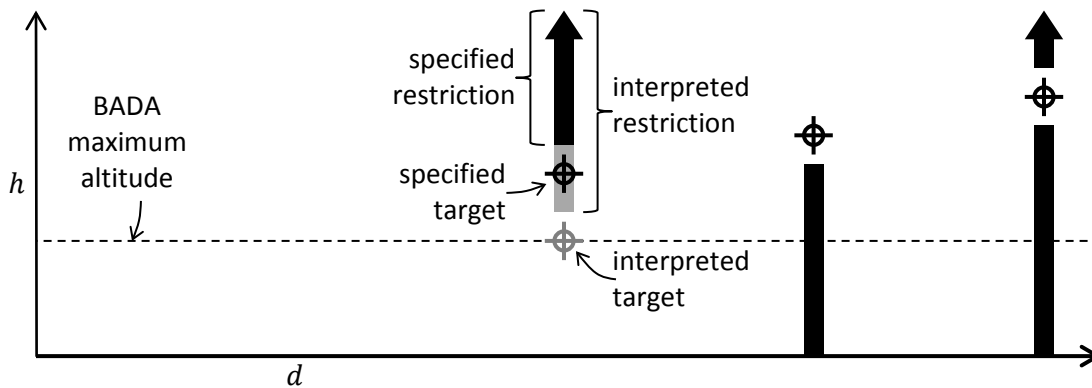 specified
restriction
interpreted
restriction
BADA
maximum
altitude
h
specified
target
interpreted
target
d